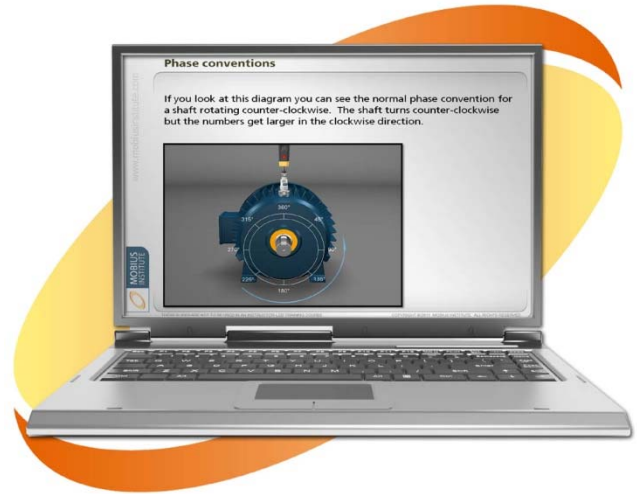 Phase conventions
If you look at this diagram you can see the normal phase convention for
a shaft rotating counter-clockwise. The shaft turns counter-clockwise
but the numbers get larger in the clockwise direction.
www.mobiusinstitute.com
360°
315°
45°
270°
90°
225°
135°
180°
MOBIUS
INSTITUTE